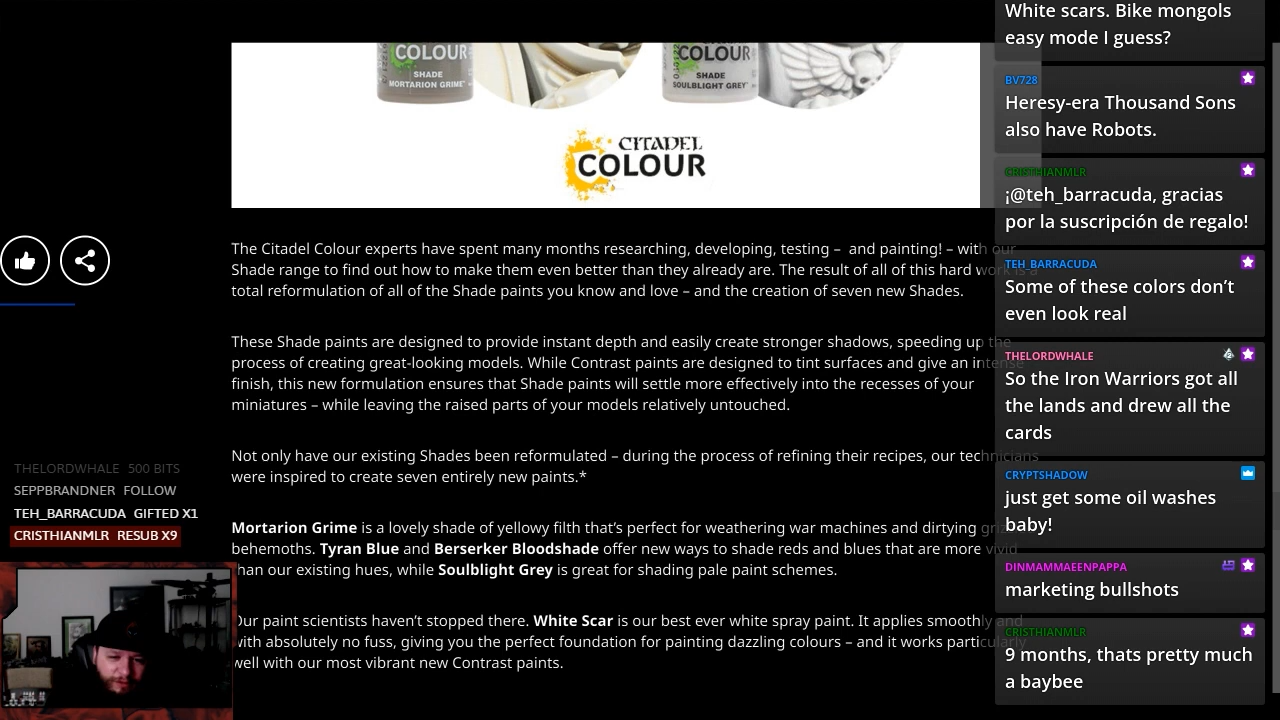 COLOUR
SHADE
MORTARION GRIME
COLOUR
SHADE
SOULBLIGHT GREY
CITADEL
COLOUR
The Citadel Colour experts have spent many months researching, developing, testing – and painting! – with our
Shade range to find out how to make them even better than they already are. The result of all of this hard work is a
total reformulation of all of the Shade paints you know and love – and the creation of seven new Shades.
These Shade paints are designed to provide instant depth and easily create stronger shadows, speeding up the
process of creating great-looking models. While Contrast paints are designed to tint surfaces and give an intense
finish, this new formulation ensures that Shade paints will settle more effectively into the recesses of your
miniatures – while leaving the raised parts of your models relatively untouched.
Not only have our existing Shades been reformulated – during the process of refining their recipes, our technicians
were inspired to create seven entirely new paints.*
Mortarion Grime is a lovely shade of yellowy filth that's perfect for weathering war machines and dirtying
behemoths. Tyran Blue and Berserker Bloodshade offer new ways to shade reds and blues that are more vivid
than our existing hues, while Soulblight Grey is great for shading pale paint schemes.
Our paint scientists haven't stopped there. White Scar is our best ever white spray paint. It applies smoothly and
with absolutely no fuss, giving you the perfect foundation for painting dazzling colours – and it works particularly
well with our most vibrant new Contrast paints.
THELORDWHALE 500 BITS
SEPPBRANDNER FOLLOW
TEH_BARRACUDA GIFTED X1
CRISTHIANMLR RESUB X9
White scars. Bike mongols
easy mode I guess?
BV728
Heresy-era Thousand Sons
also have Robots.
CRISTHIANMLR
¡@teh_barracuda, gracias
por la suscripción de regalo!
TEH_BARRACUDA
Some of these colors don't
even look real
THELORDWHALE
So the Iron Warriors got all
the lands and drew all the
cards
CRYPTSHADOW
just get some oil washes
baby!
DINMAMMAEENPAPPA
marketing bullshots
CRISTHIANMLR
9 months, thats pretty much
a baybee